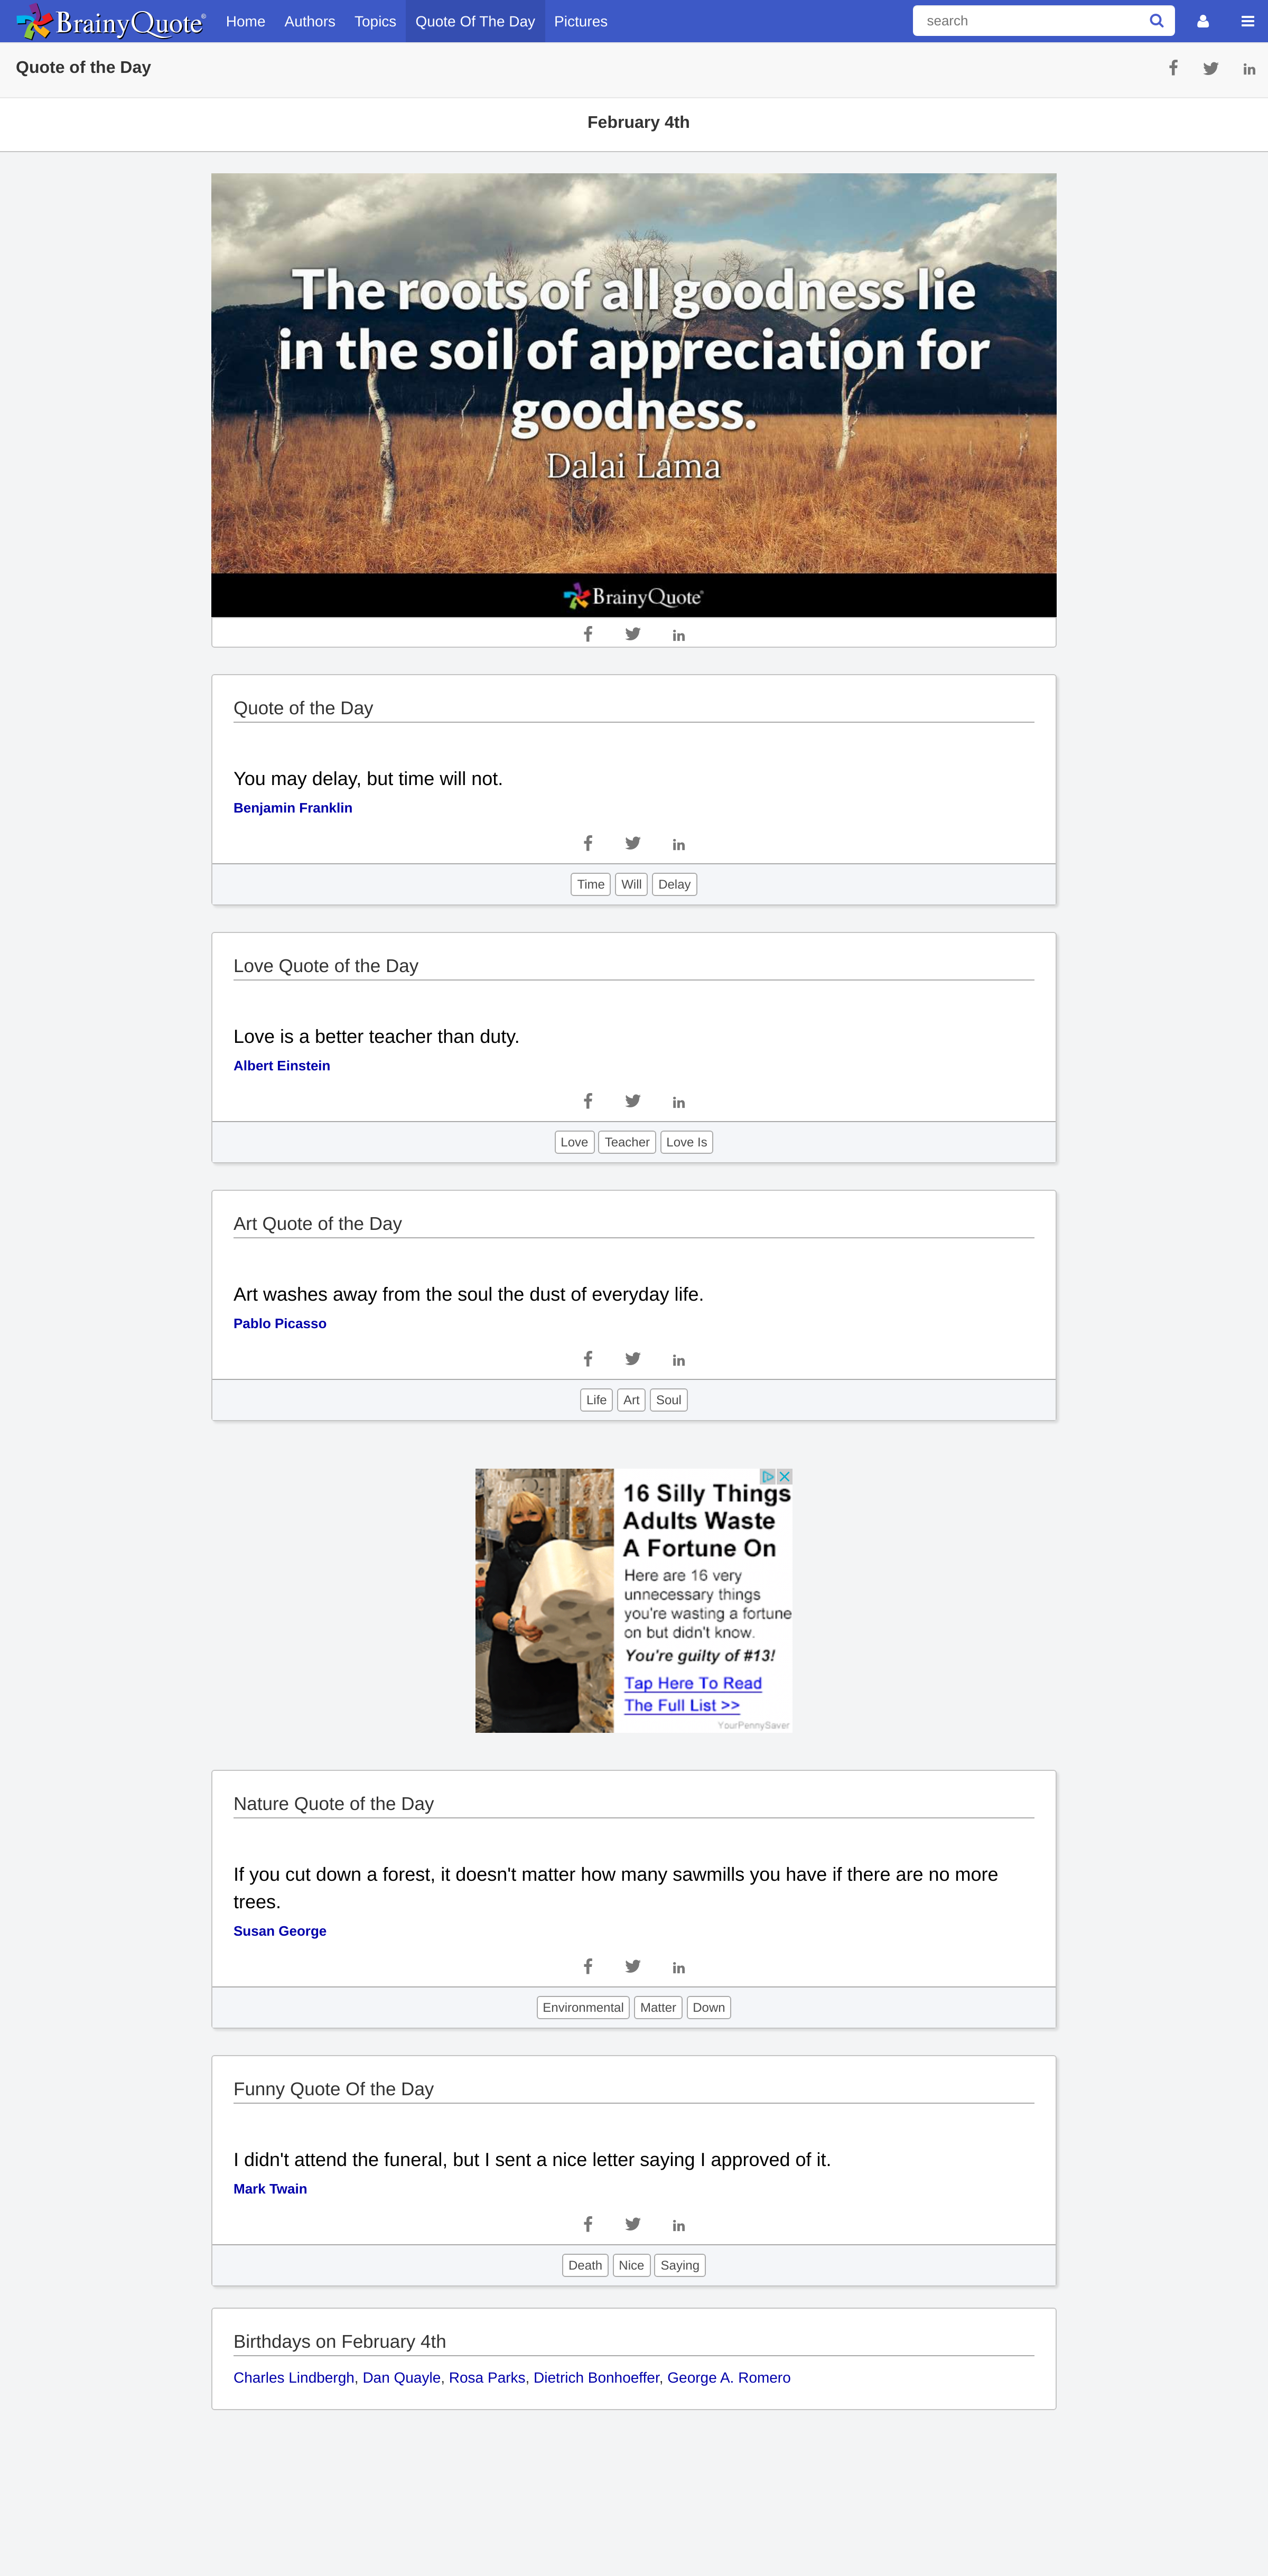 BrainyQuote
Home Authors Topics Quote Of The Day Pictures
search
Quote of the Day
in
February 4th
The roots of all goodness lie
in the soil of appreciation for
goodness.
Dalai Lama
BrainyQuote
in
Quote of the Day
You may delay, but time will not.
Benjamin Franklin
in
Time Will Delay
Love Quote of the Day
Love is a better teacher than duty.
Albert Einstein
in
Love Teacher Love Is
Art Quote of the Day
Art washes away from the soul the dust of everyday life.
Pablo Picasso
in
Life Art Soul
16 Silly Things
Adults Waste
A Fortune On
Here are 16 very
unnecessary things
you're wasting a fortune
on but didn't know.
You're guilty of #13!
Tap Here To Read
The Full List >>
YourPennySaver
Nature Quote of the Day
If you cut down a forest, it doesn't matter how many sawmills you have if there are no more
trees.
Susan George
in
Environmental Matter Down
Funny Quote Of the Day
I didn't attend the funeral, but I sent a nice letter saying I approved of it.
Mark Twain
in
Death Nice Saying
Birthdays on February 4th
Charles Lindbergh, Dan Quayle, Rosa Parks, Dietrich Bonhoeffer, George A. Romero